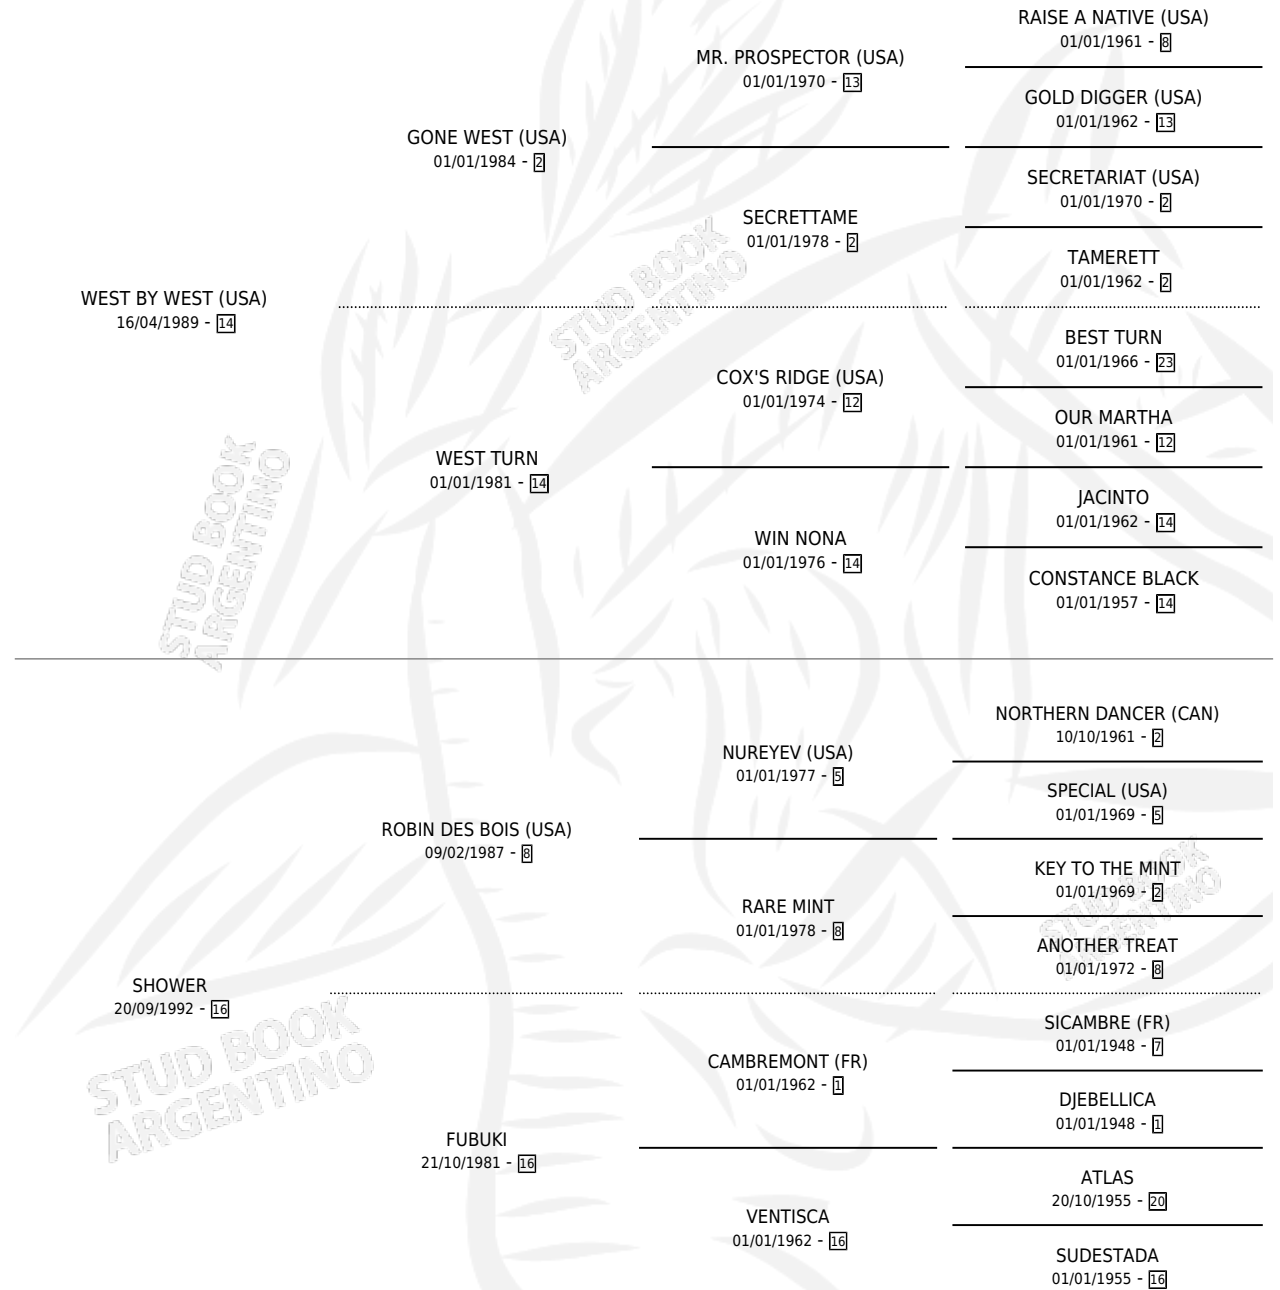 RAISE A NATIVE (USA)
01/01/1961 - 8
MR. PROSPECTOR (USA)
01/01/1970 - 13
GOLD DIGGER (USA)
01/01/1962 - 13
GONE WEST (USA)
01/01/1984 - 2
SECRETARIAT (USA)
01/01/1970 - 2
SECRETTAME
01/01/1978 - 2
TAMERETT
01/01/1962 - 2
WEST BY WEST (USA)
16/04/1989 - 14
BEST TURN
01/01/1966 - 23
COX'S RIDGE (USA)
01/01/1974 - 12
OUR MARTHA
01/01/1961 - 12
WEST TURN
01/01/1981 - 14
JACINTO
01/01/1962 - 14
WIN NONA
01/01/1976 - 14
CONSTANCE BLACK
01/01/1957 - 14
STUD BOOK
ARGENTINO
STUD BOOK
ARGENTINO
NORTHERN DANCER (CAN)
10/10/1961 - 2
NUREYEV (USA)
01/01/1977 - 5
SPECIAL (USA)
01/01/1969 - 5
ROBIN DES BOIS (USA)
09/02/1987 - 8
KEY TO THE MINT
01/01/1969 - 2
RARE MINT
01/01/1978 - 8
ANOTHER TREAT
01/01/1972 - 8
SHOWER
20/09/1992 - 16
SICAMBRE (FR)
01/01/1948 - 7
CAMBREMONT (FR)
01/01/1962 - 1
DJEBELLICA
01/01/1948 - 1
FUBUKI
21/10/1981 - 16
ATLAS
20/10/1955 - 20
VENTISCA
01/01/1962 - 16
SUDESTADA
01/01/1955 - 16
STUD BOOK
ARGENTINO
STUD BOOK
ARGENTINO